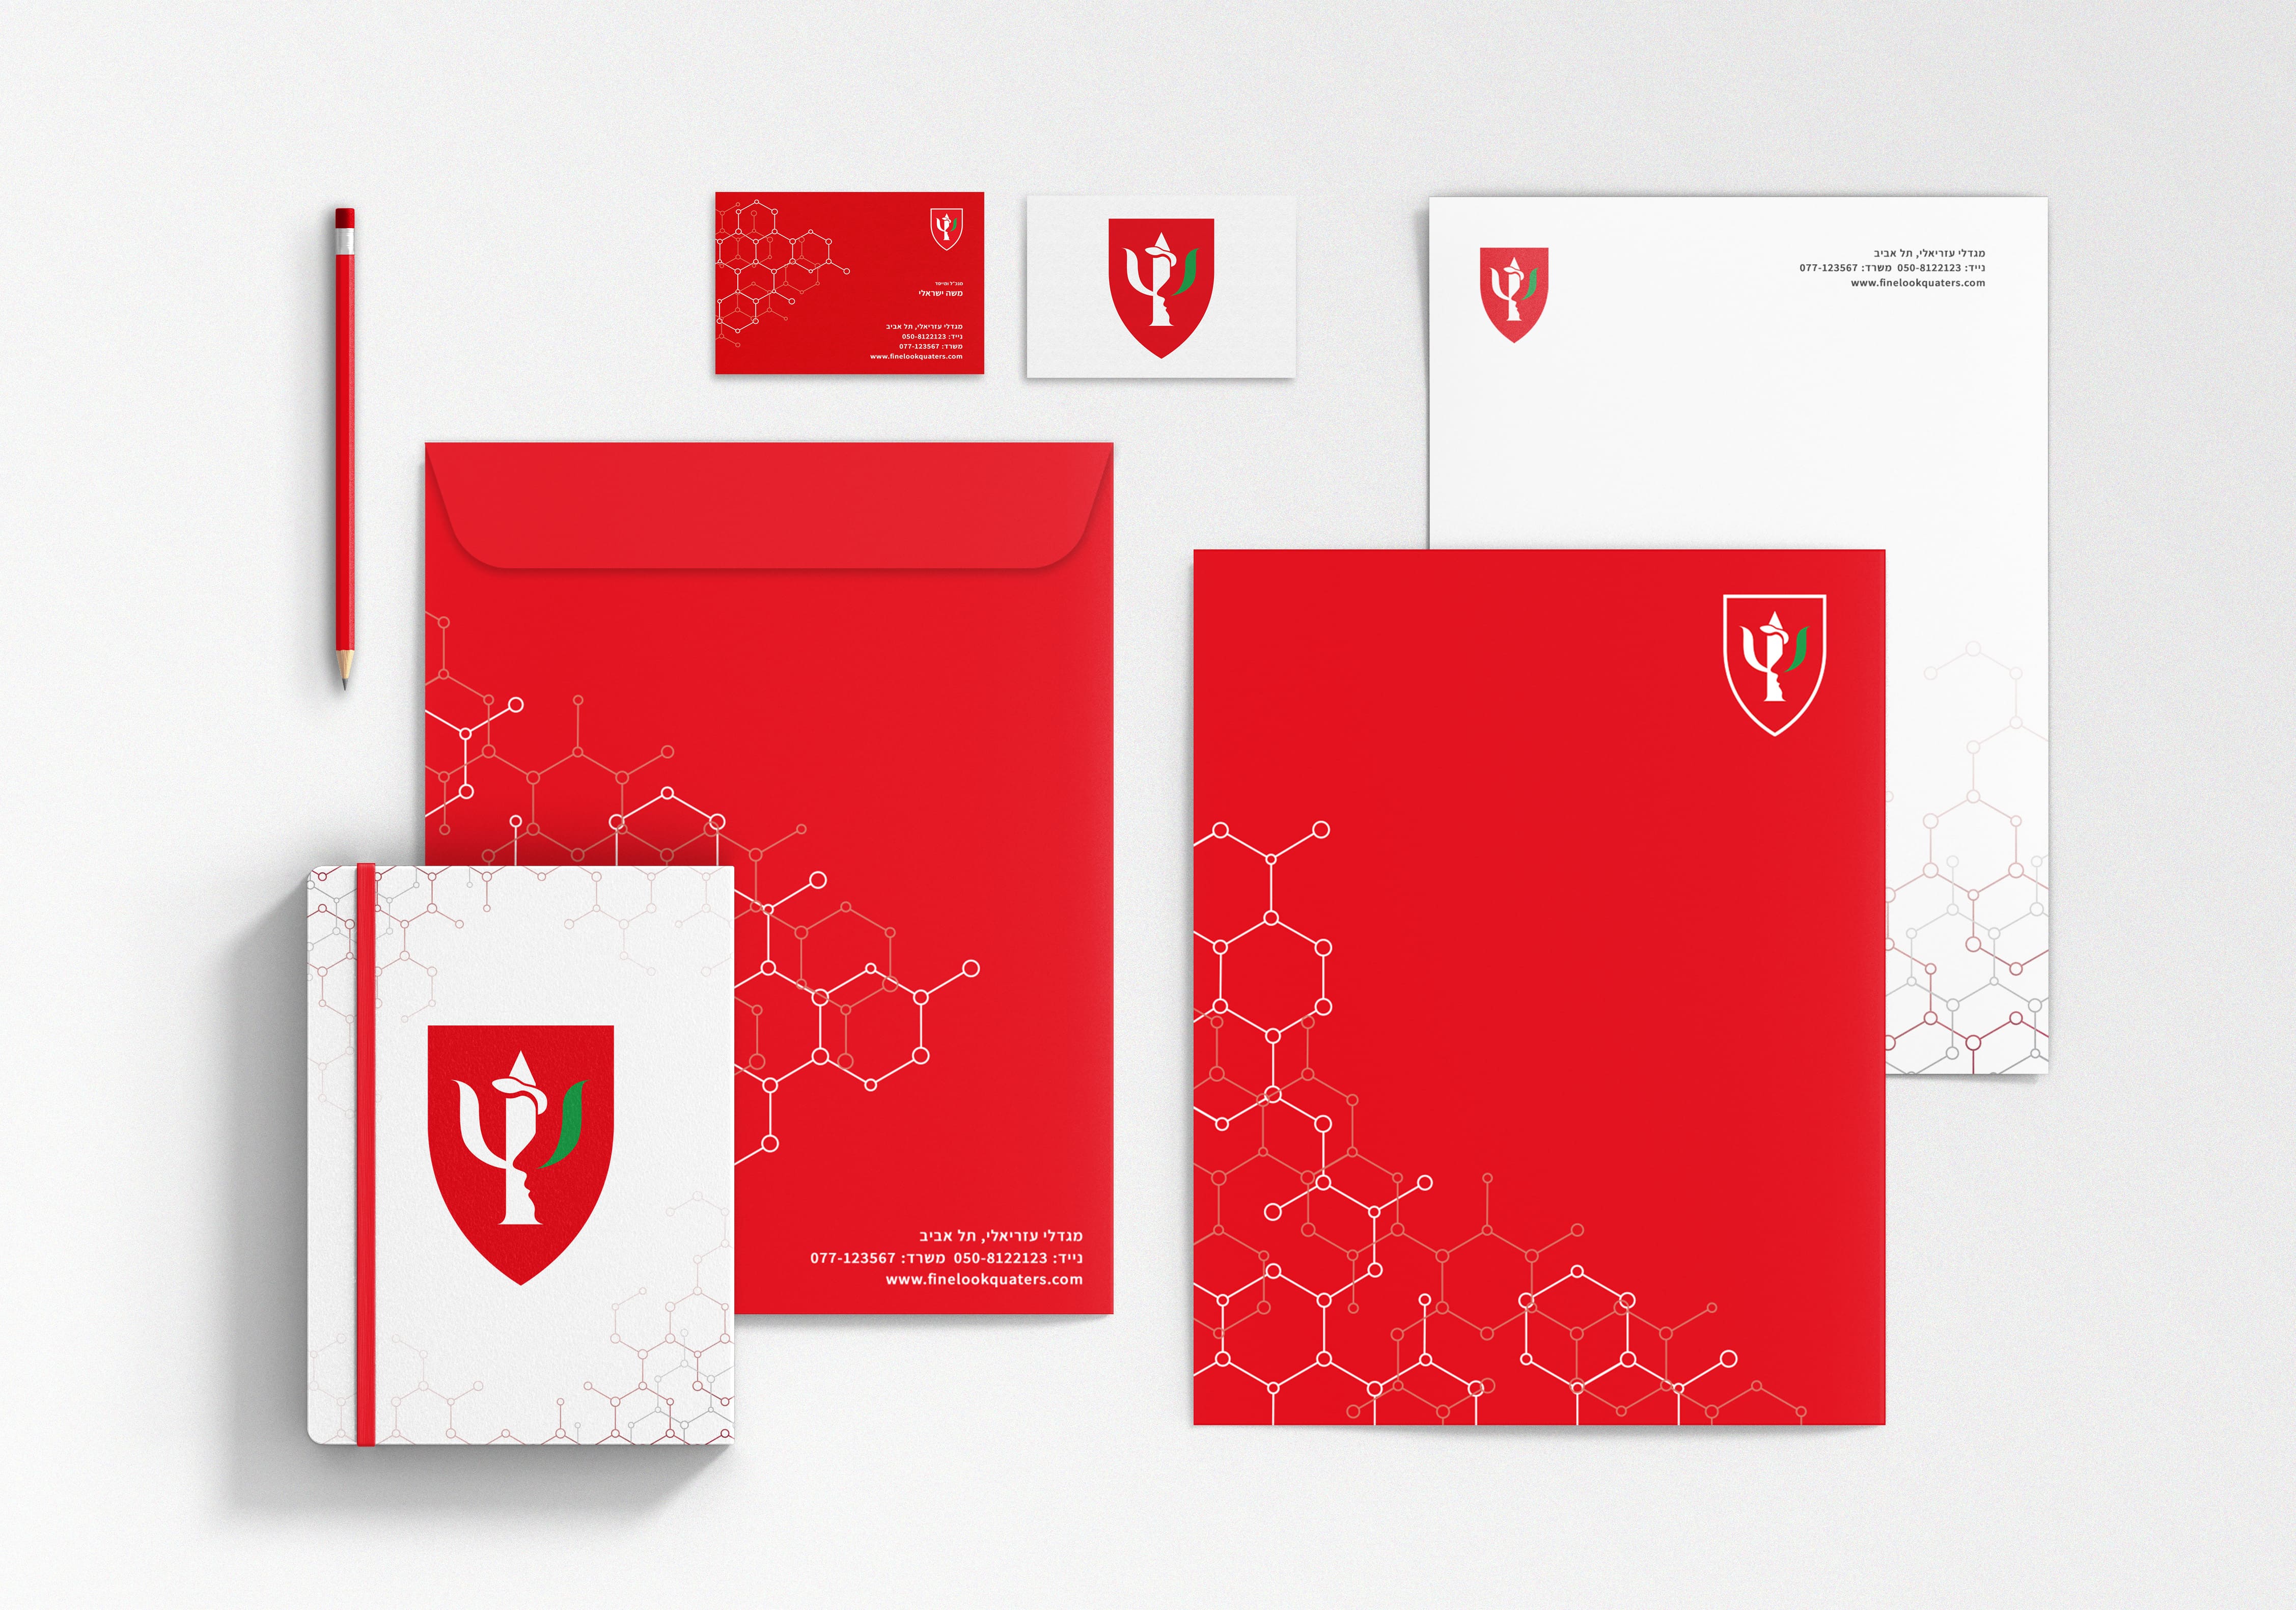 מנכ"ל ומייסד
משה ישראלי
מגדלי עזריאלי, תל אביב
נייד: 050-8122123
משרד: 077-123567
www.finelookquaters.com
מגדלי עזריאלי, תל אביב
נייד: 050-8122123 משרד: 077-123567
www.finelookquaters.com
מגדלי עזריאלי, תל אביב
נייד: 050-8122123 משרד: 077-123567
www.finelookquaters.com